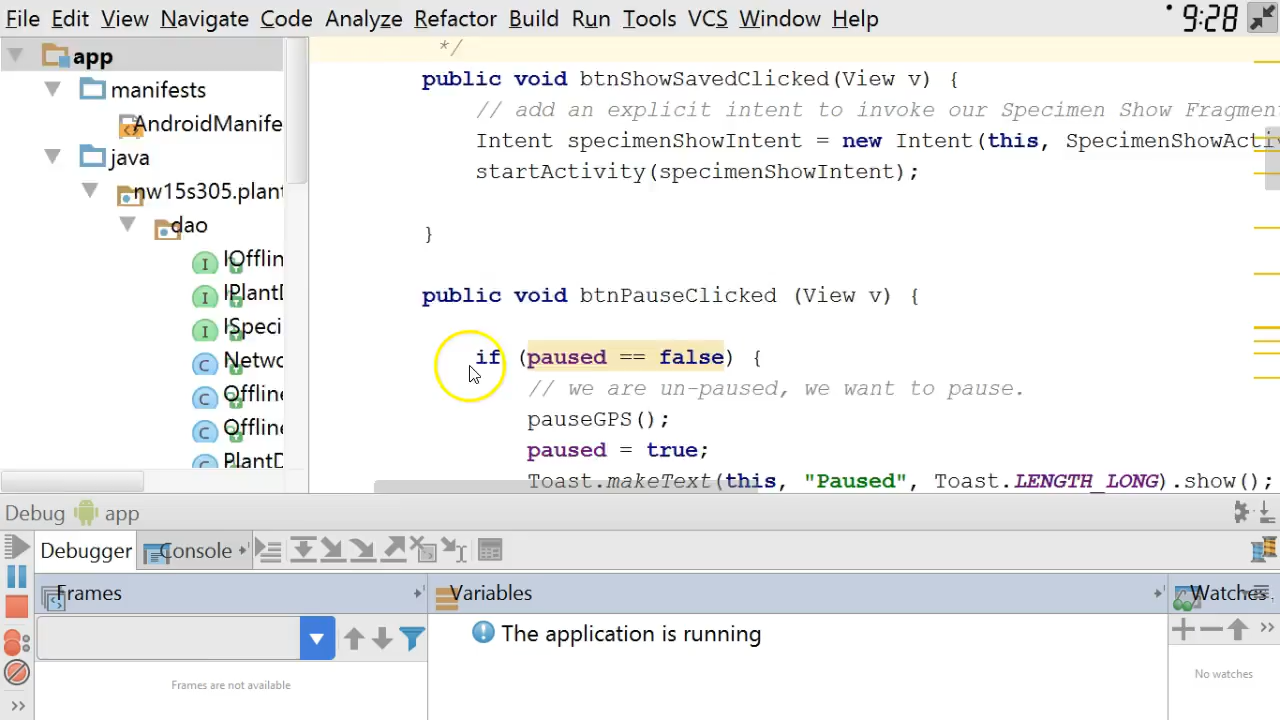 File Edit View Navigate Code Analyze Refactor Build Run Tools VCS Window Help 9:28
app
manifests
AndroidManife
java
nw15s305.plant
dao
IOfflin
IPlantD
ISpeci
Netwo
Offline
Offline
PlantD
*/
public void btnShowSavedClicked(View v) {
// add an explicit intent to invoke our Specimen Show Fragmen
Intent specimenShowIntent = new Intent(this, SpecimenShowActi
startActivity(specimenShowIntent);
}
public void btnPauseClicked (View v) {
if (paused == false) {
// we are un-paused, we want to pause.
pauseGPS();
paused = true;
Toast.makeText(this, "Paused", Toast.LENGTH_LONG).show();
Debug app
Debugger Console
Frames
Variables
Watches
The application is running
Frames are not available
No watches